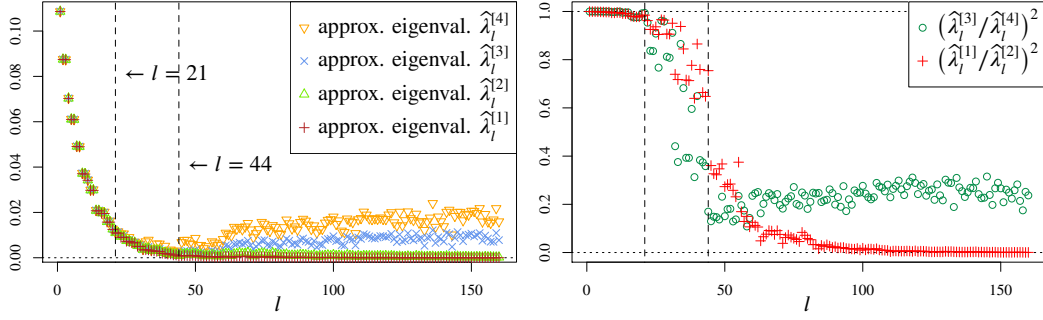 0.00 0.02 0.04 0.06 0.08 0.10
approx. eigenval. λ̂_l^[4]
approx. eigenval. λ̂_l^[3]
approx. eigenval. λ̂_l^[2]
approx. eigenval. λ̂_l^[1]
← l = 21
← l = 44
0 50 100 150
l
0.0 0.2 0.4 0.6 0.8 1.0
(λ̂_l^[3]/λ̂_l^[4])^2
(λ̂_l^[1]/λ̂_l^[2])^2
0 50 100 150
l